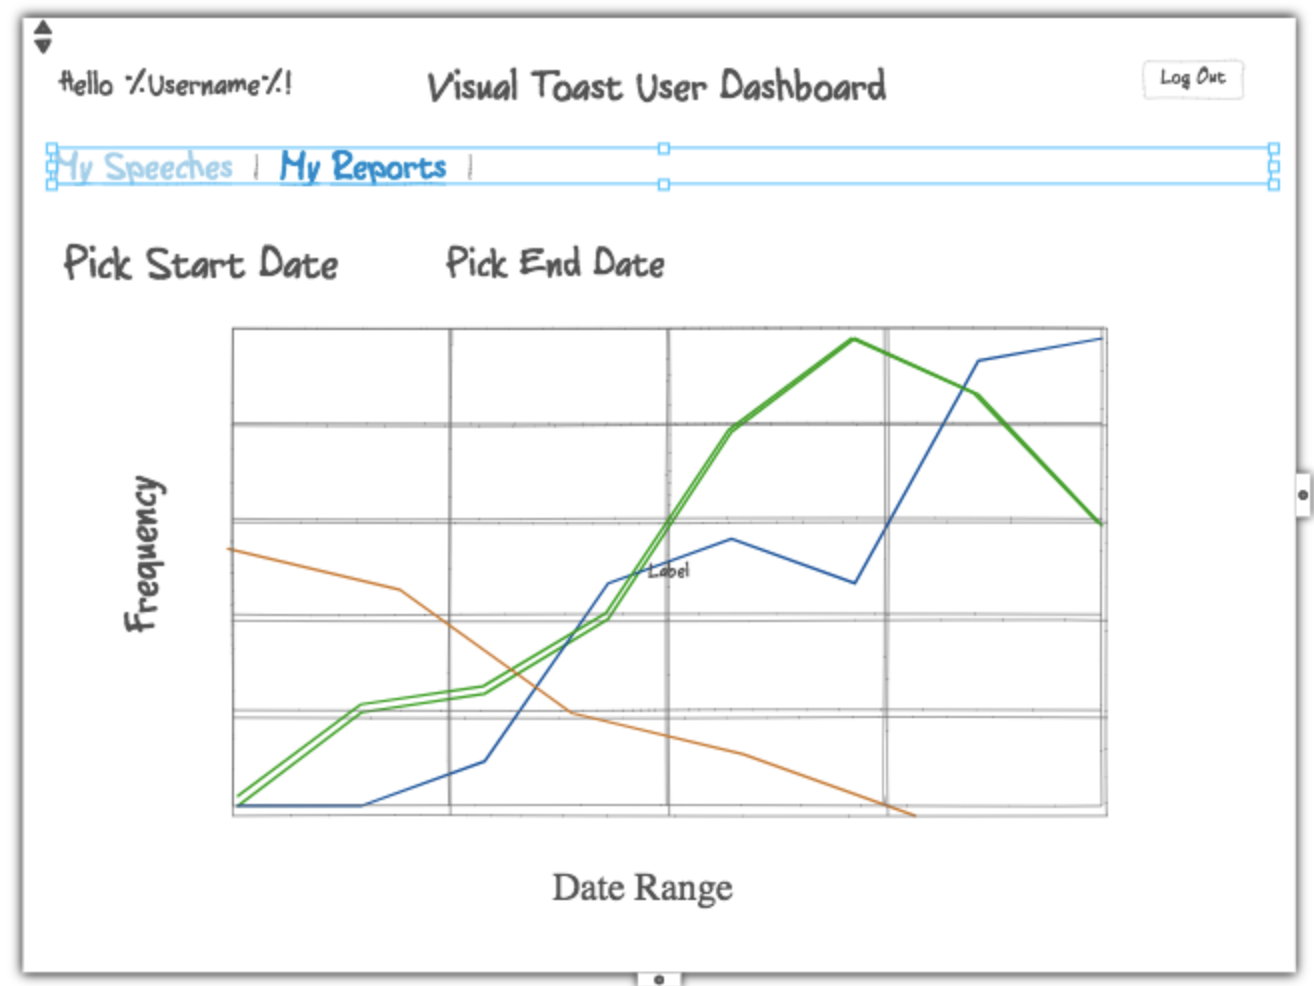 Hello %Username%!
Visual Toast User Dashboard
Log Out
My Speeches | My Reports |
Pick Start Date
Pick End Date
Frequency
Label
Date Range